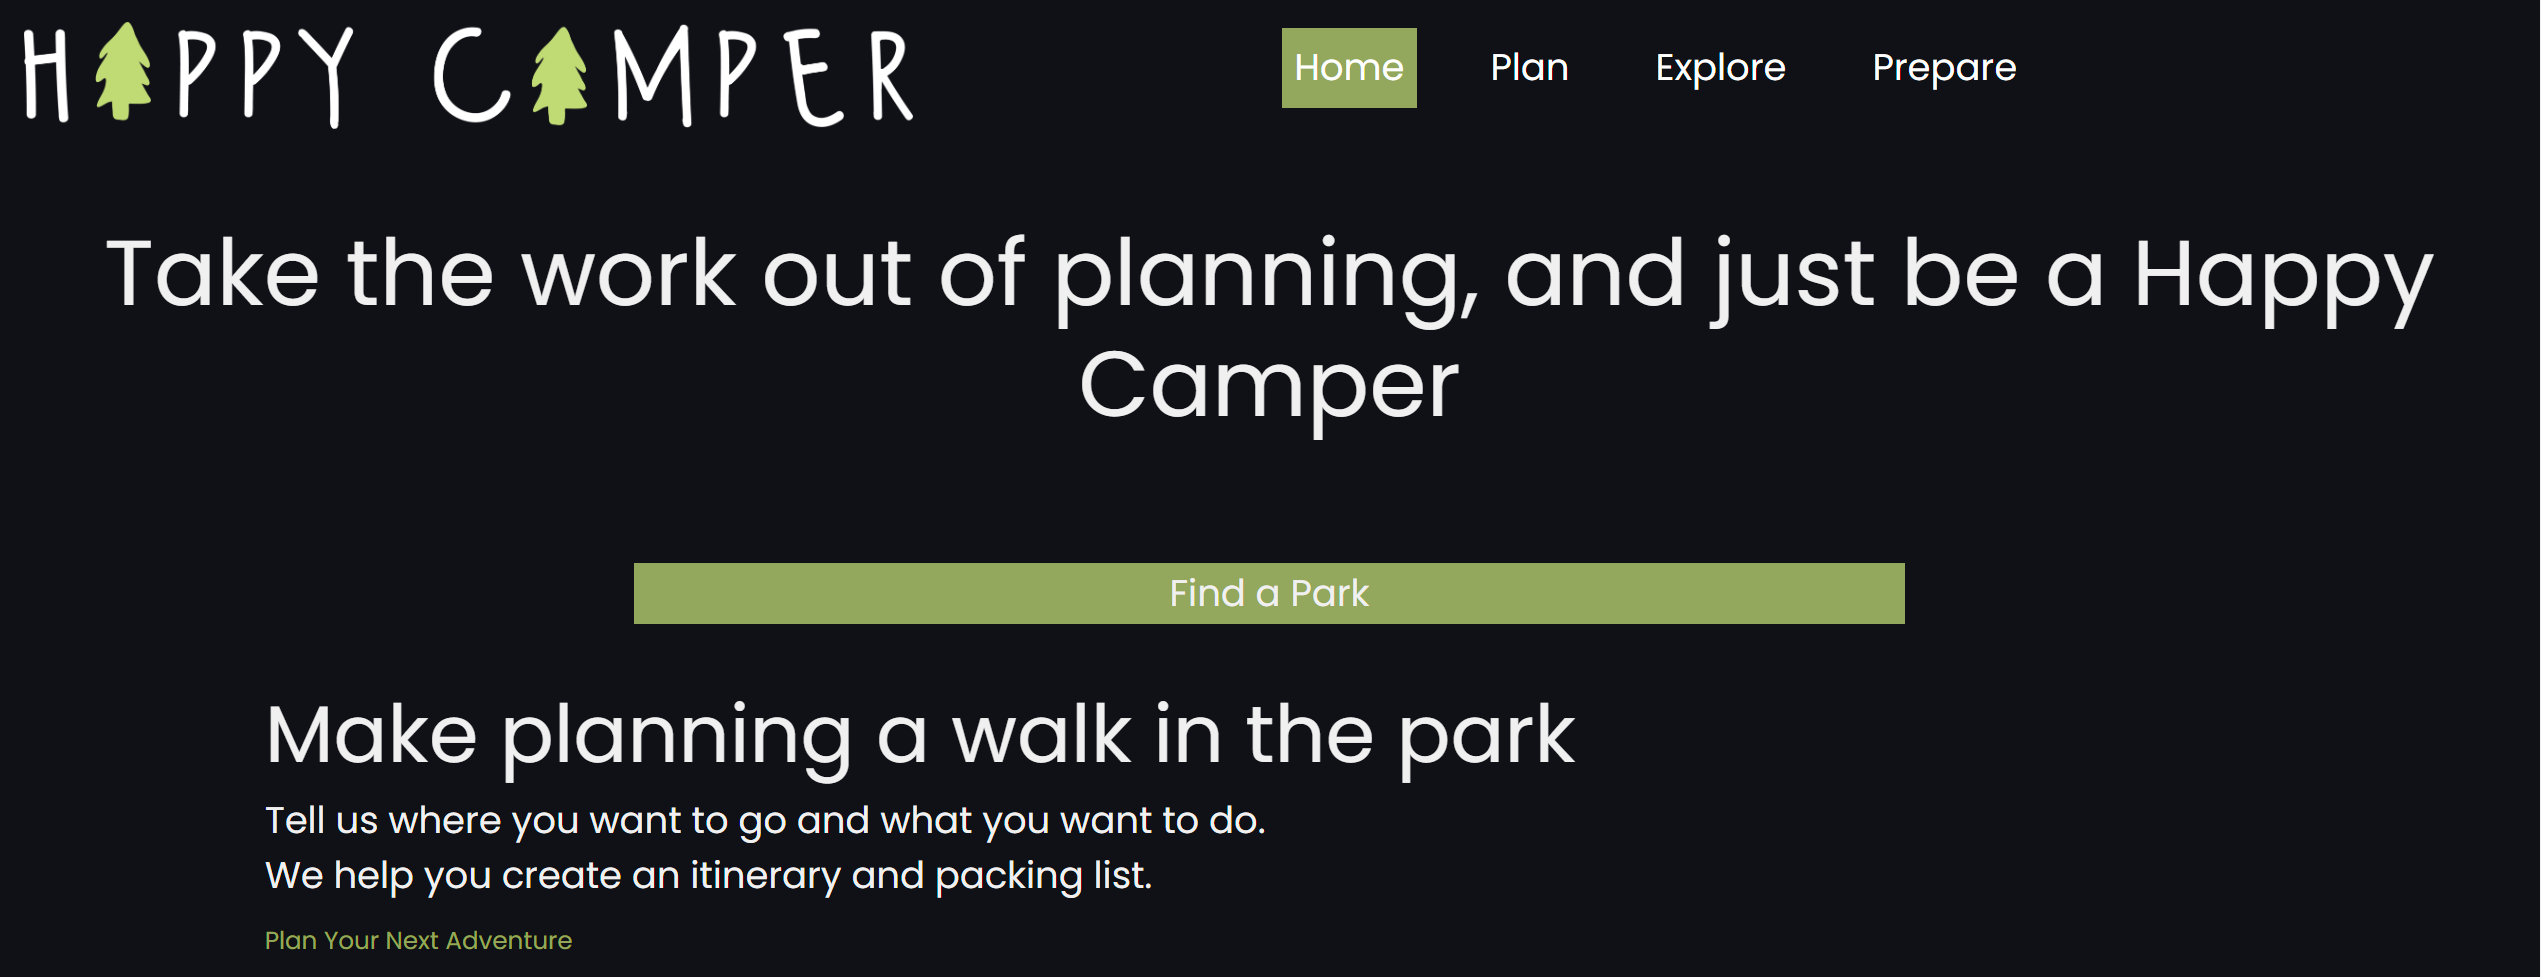 HAPPY CAMPER
Home Plan Explore Prepare
Take the work out of planning, and just be a Happy
Camper
Find a Park
Make planning a walk in the park
Tell us where you want to go and what you want to do.
We help you create an itinerary and packing list.
Plan Your Next Adventure